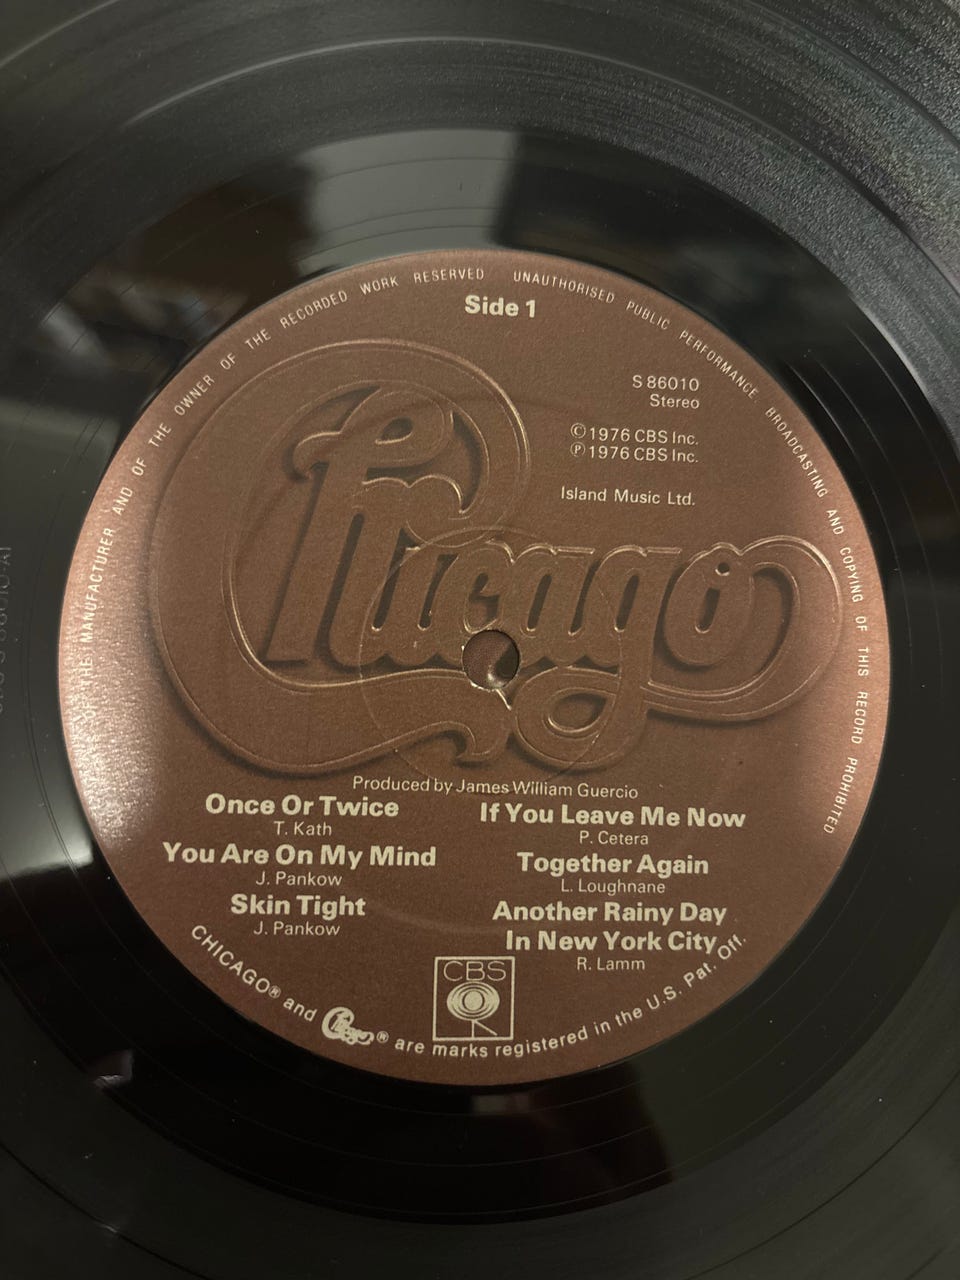 OF THE MANUFACTURER AND OF THE OWNER OF THE RECORDED WORK RESERVED UNAUTHORISED PUBLIC PERFORMANCE BROADCASTING AND COPYING OF THIS RECORD PROHIBITED
Side 1
S 86010
Stereo
©1976 CBS Inc.
℗1976 CBS Inc.
Island Music Ltd.
Chicago
Produced by James William Guercio
Once Or Twice
T. Kath
You Are On My Mind
J. Pankow
Skin Tight
J. Pankow
If You Leave Me Now
P. Cetera
Together Again
L. Loughnane
Another Rainy Day
In New York City
R. Lamm
CBS
CHICAGO® and Chicago® are marks registered in the U.S. Pat. Off.